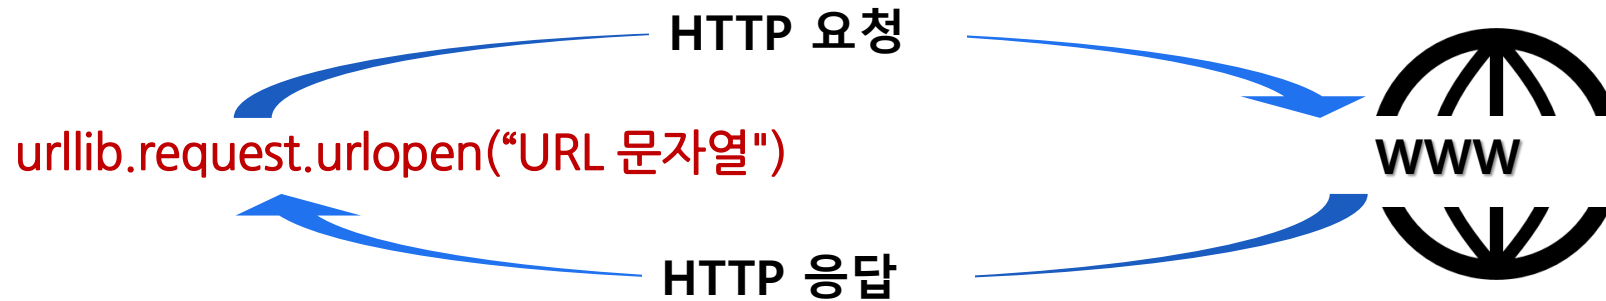 HTTP 요청
urllib.request.urlopen(“URL 문자열")
www
HTTP 응답